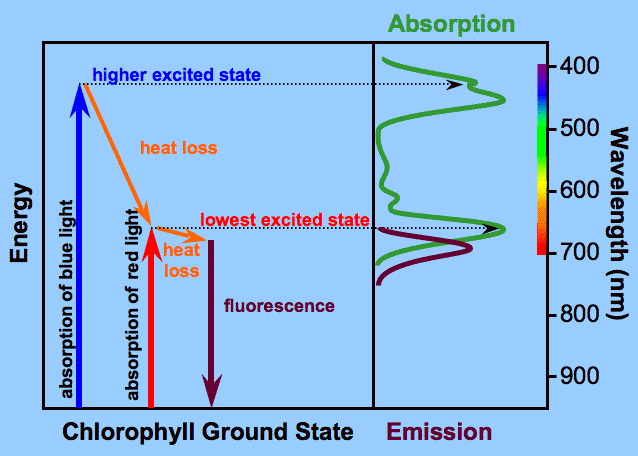 Absorption
higher excited state
heat loss
lowest excited state
heat
loss
fluorescence
absorption of blue light
absorption of red light
Energy
Chlorophyll Ground State
Emission
400
500
600
700
800
900
Wavelength (nm)